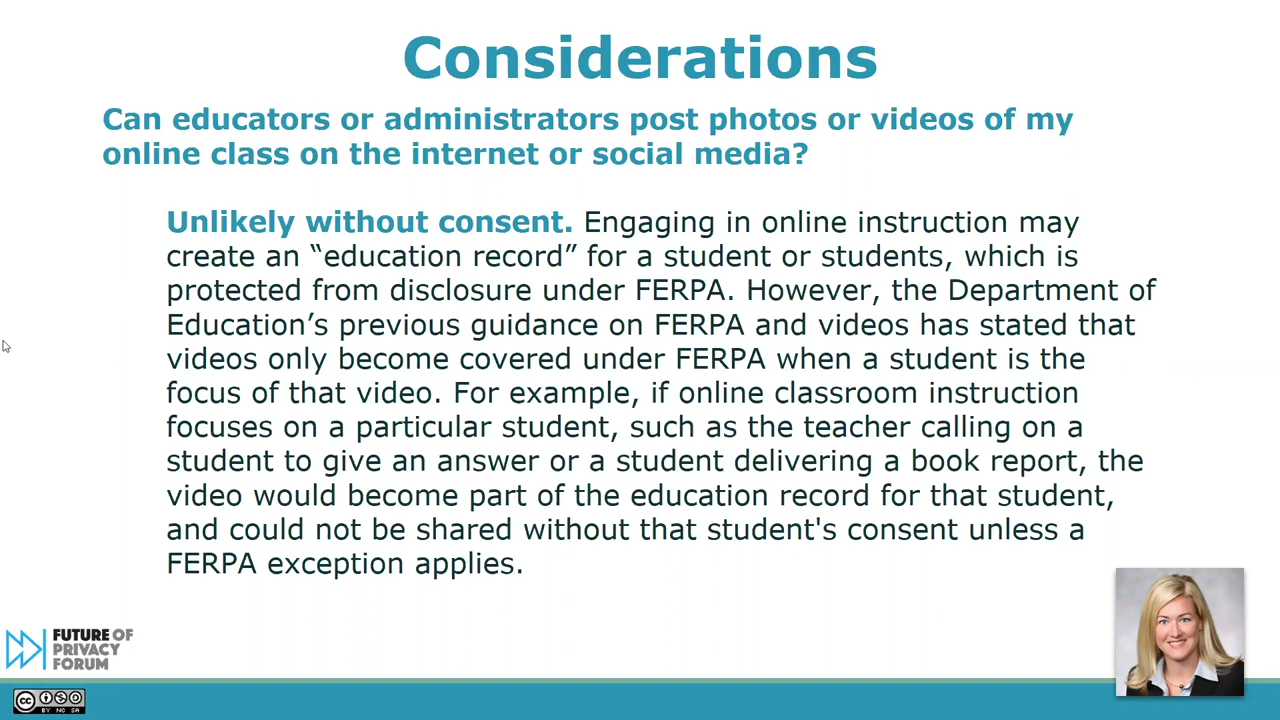 Considerations
Can educators or administrators post photos or videos of my
online class on the internet or social media?
Unlikely without consent. Engaging in online instruction may
create an “education record” for a student or students, which is
protected from disclosure under FERPA. However, the Department of
Education’s previous guidance on FERPA and videos has stated that
videos only become covered under FERPA when a student is the
focus of that video. For example, if online classroom instruction
focuses on a particular student, such as the teacher calling on a
student to give an answer or a student delivering a book report, the
video would become part of the education record for that student,
and could not be shared without that student's consent unless a
FERPA exception applies.
FUTURE OF
PRIVACY
FORUM
cc
BY NC SA